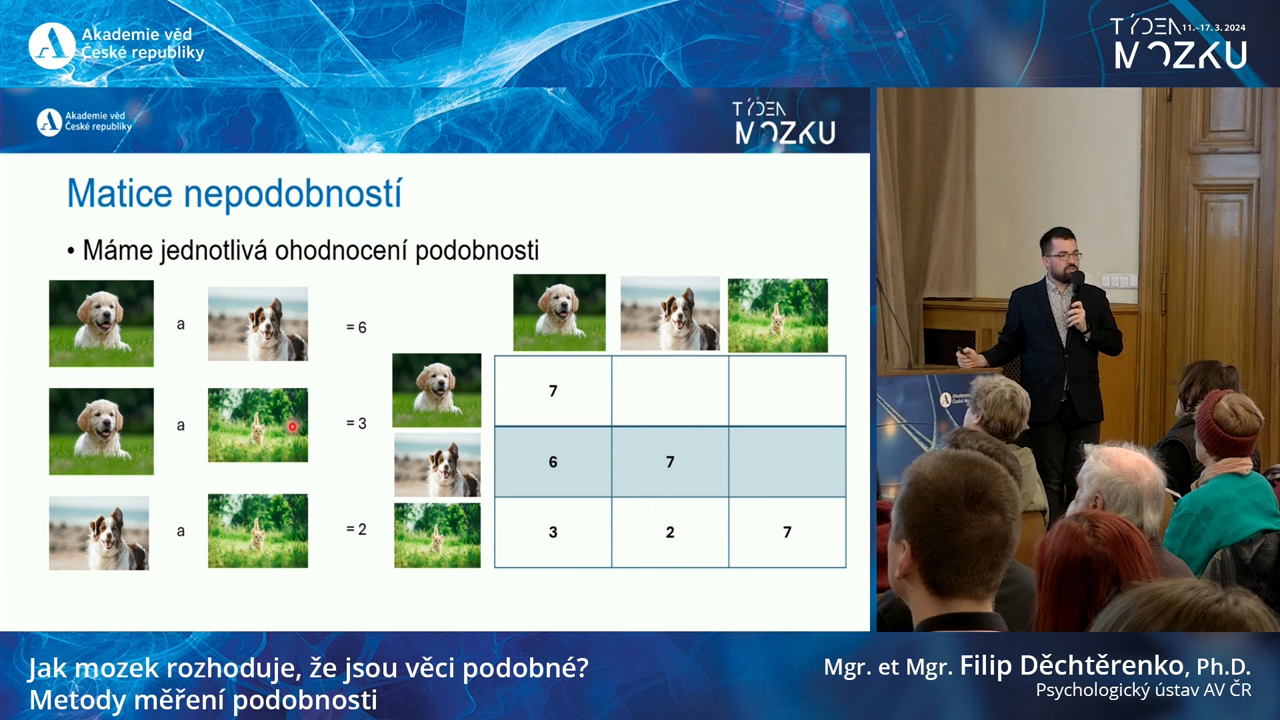 Akademie věd
České republiky
TÝDEN 11.–17. 3. 2024
MOZKU
Akademie věd
České republiky
TÝDEN
MOZKU
Matice nepodobností
• Máme jednotlivá ohodnocení podobnosti
a = 6
a = 3
a = 2
7
6 7
3 2 7
Jak mozek rozhoduje, že jsou věci podobné?
Metody měření podobnosti
Mgr. et Mgr. Filip Děchtěrenko, Ph.D.
Psychologický ústav AV ČR